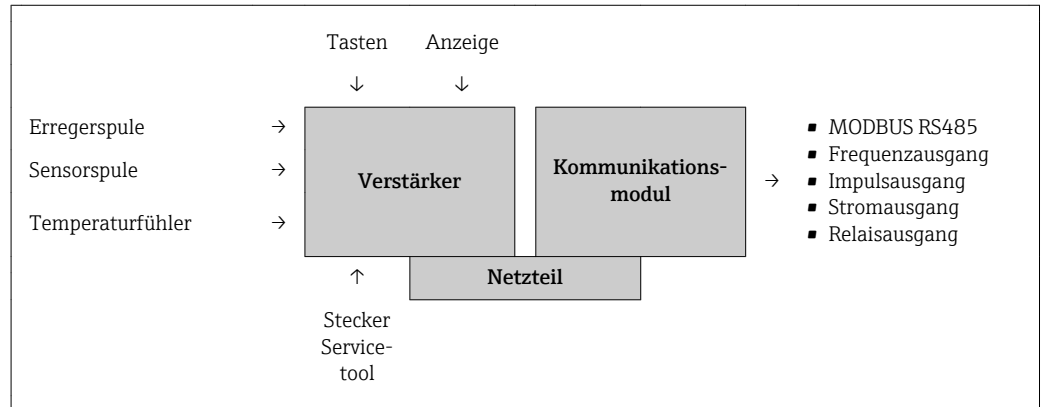 Tasten
Anzeige
↓
↓
Erregerspule →
Sensorspule →
Temperaturfühler →
Verstärker
Kommunikations-
modul
→
▪ MODBUS RS485
▪ Frequenzausgang
▪ Impulsausgang
▪ Stromausgang
▪ Relaisausgang
Netzteil
↑
Stecker
Service-
tool